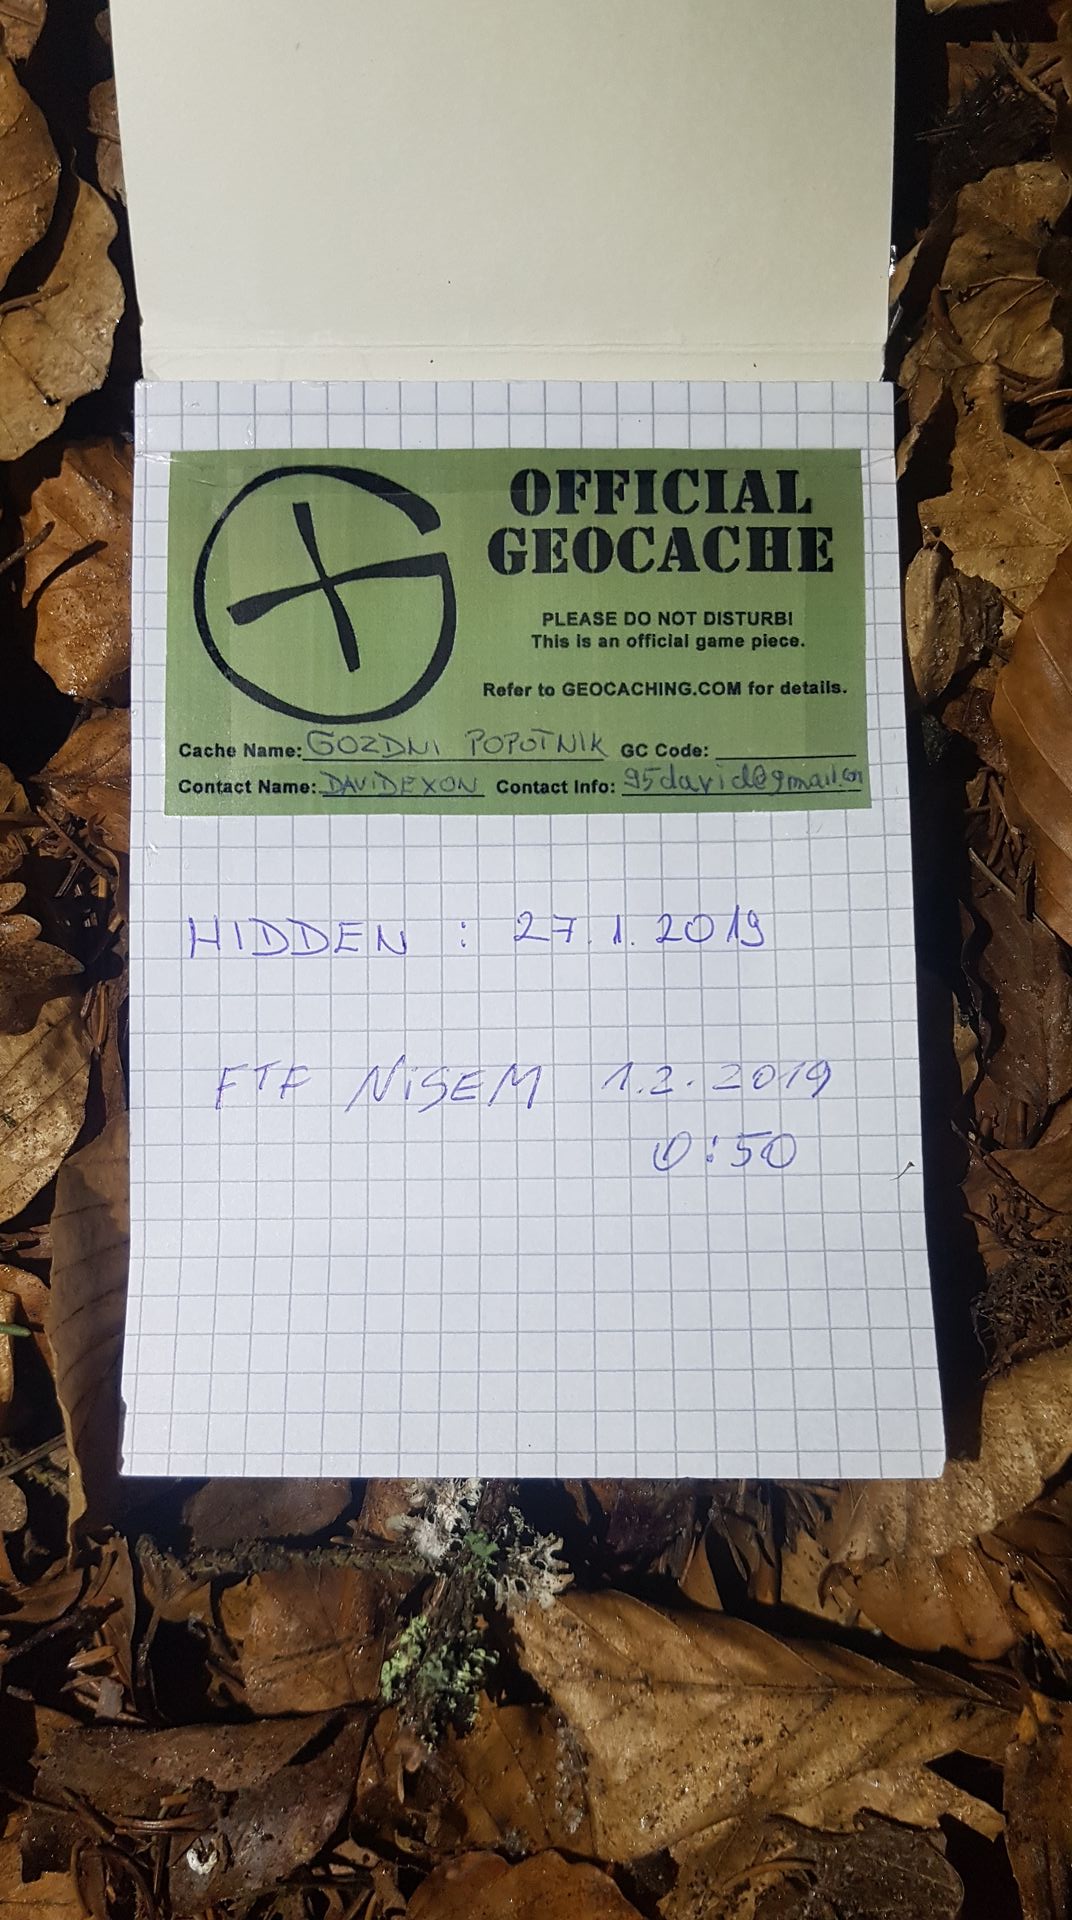 OFFICIAL
GEOCACHE
PLEASE DO NOT DISTURB!
This is an official game piece.
Refer to GEOCACHING.COM for details.
Cache Name: GOZDNI POPOTNIK GC Code:
Contact Name: DAViDEXON Contact Info: 95david@gmail.com
HIDDEN : 27.1.2019
FTF NiSEM 1.2.2019
0:50